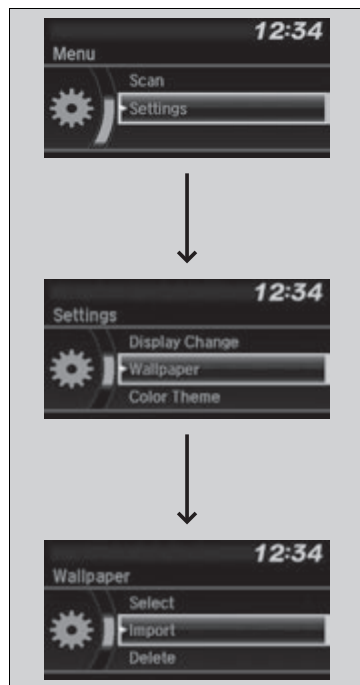 12:34
Menu
Scan
Settings
12:34
Settings
Display Change
Wallpaper
Color Theme
12:34
Wallpaper
Select
Import
Delete